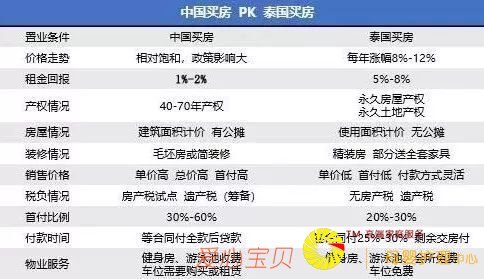 中国买房 PK 泰国买房
置业条件 中国买房 泰国买房
价格走势 相对饱和，政策影响大 每年涨幅8%-12%
租金回报 1%-2% 5%-8%
产权情况 40-70年产权 永久房屋产权
永久土地产权
房屋情况 建筑面积计价 有公摊 使用面积计价 无公摊
装修情况 毛坯房或简装修 精装房 部分送全套家具
销售价格 单价高 总价高 首付高 单价低 首付低 付款方式灵活
税负情况 房产税试点 遗产税（筹备） 无房产税 遗产税
首付比例 30%-60% 20%-30%
付款时间 等合同付全款后贷款 合同付25%-30% 剩余交房付
物业服务 健身房、游泳池收费 健身房、游泳池、会所免费
车位需要购买或租赁 车位免费
爱心宝贝
TM
中心